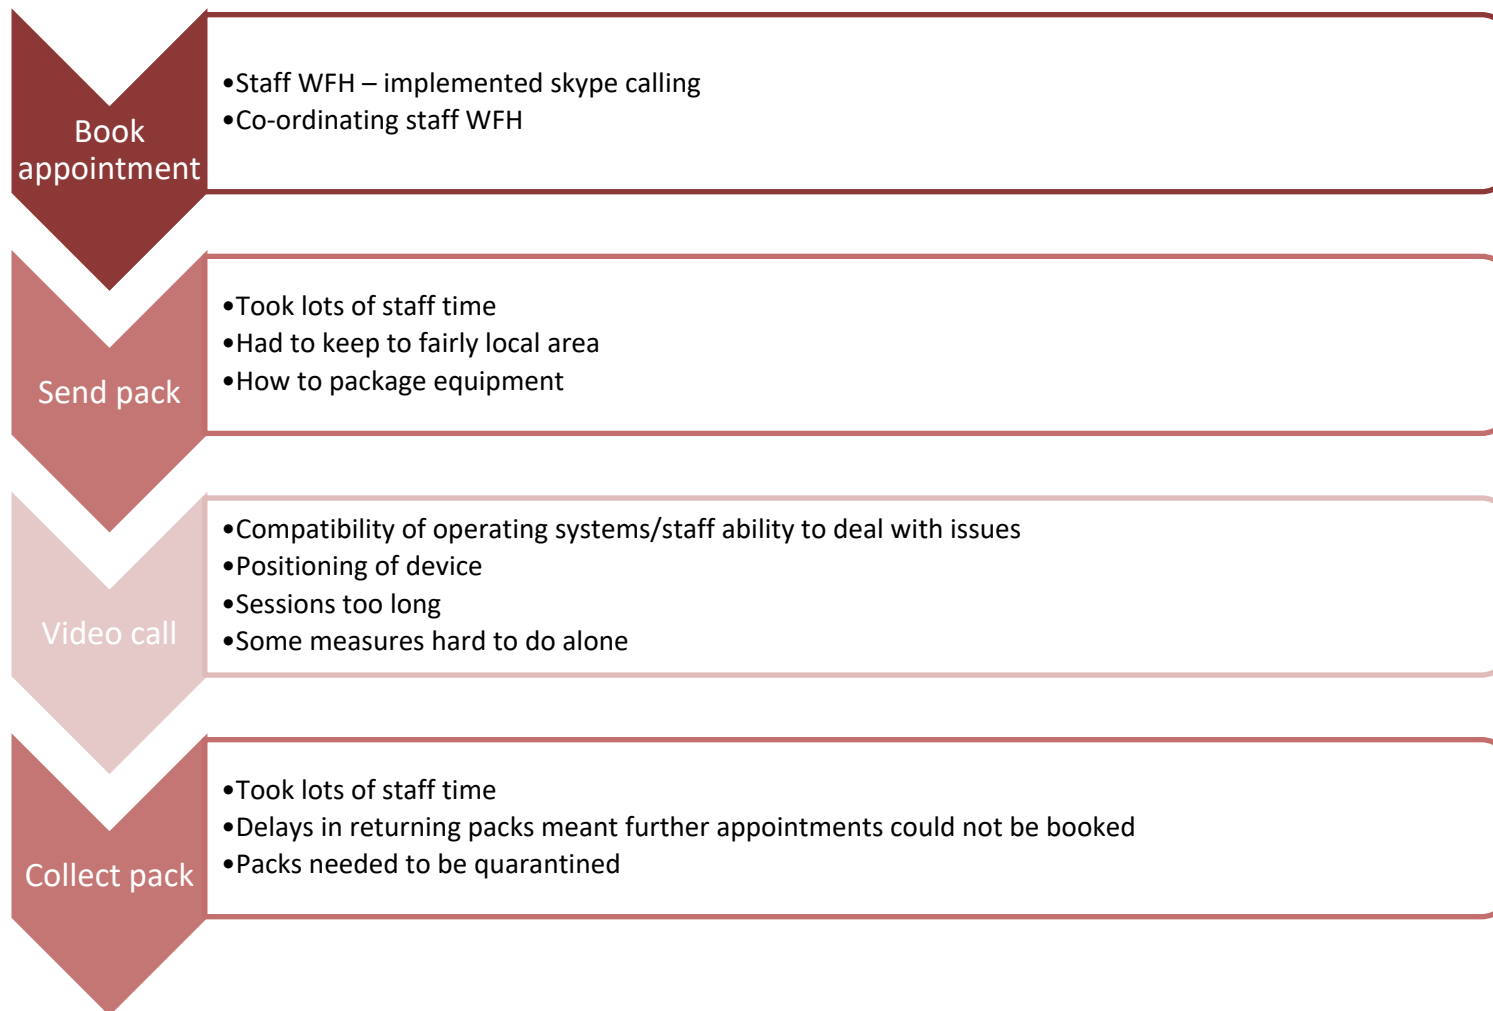 Book
appointment
•Staff WFH – implemented skype calling
•Co-ordinating staff WFH
Send pack
•Took lots of staff time
•Had to keep to fairly local area
•How to package equipment
Video call
•Compatibility of operating systems/staff ability to deal with issues
•Positioning of device
•Sessions too long
•Some measures hard to do alone
Collect pack
•Took lots of staff time
•Delays in returning packs meant further appointments could not be booked
•Packs needed to be quarantined